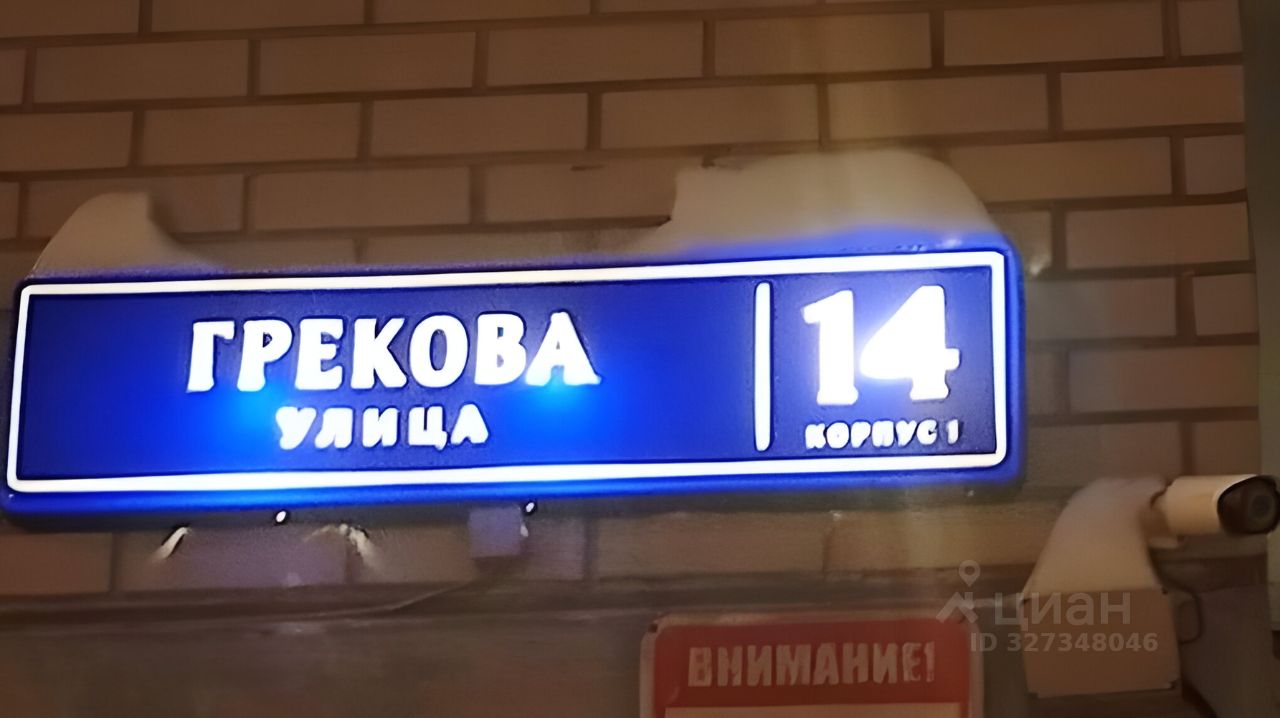 ГРЕКОВА
УЛИЦА
14
КОРПУС 1
циан
ID 327348046
ВНИМАНИЕ!